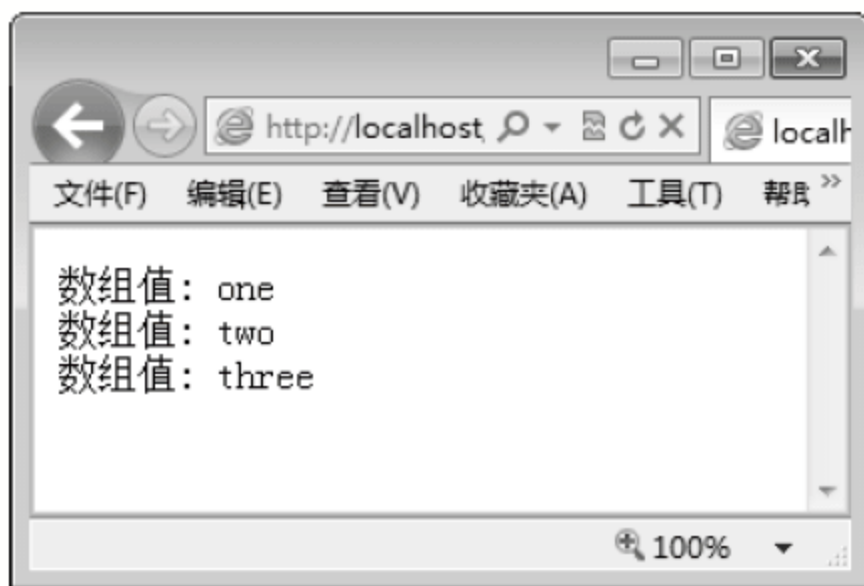 http://localhost
localh
文件(F) 编辑(E) 查看(V) 收藏夹(A) 工具(T) »
数组值: one
数组值: two
数组值: three
100%